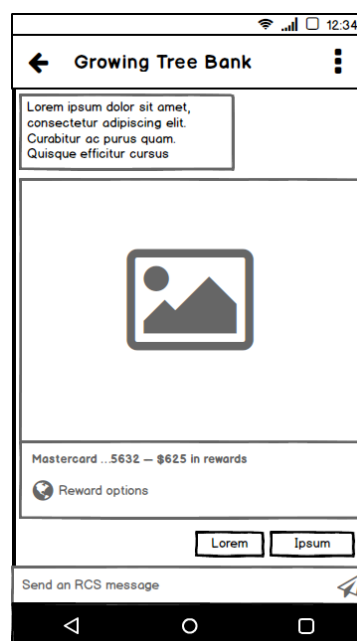 12:34
Growing Tree Bank
Lorem ipsum dolor sit amet,
consectetur adipiscing elit.
Curabitur ac purus quam.
Quisque efficitur cursus
Mastercard ...5632 — $625 in rewards
Reward options
Lorem
Ipsum
Send an RCS message